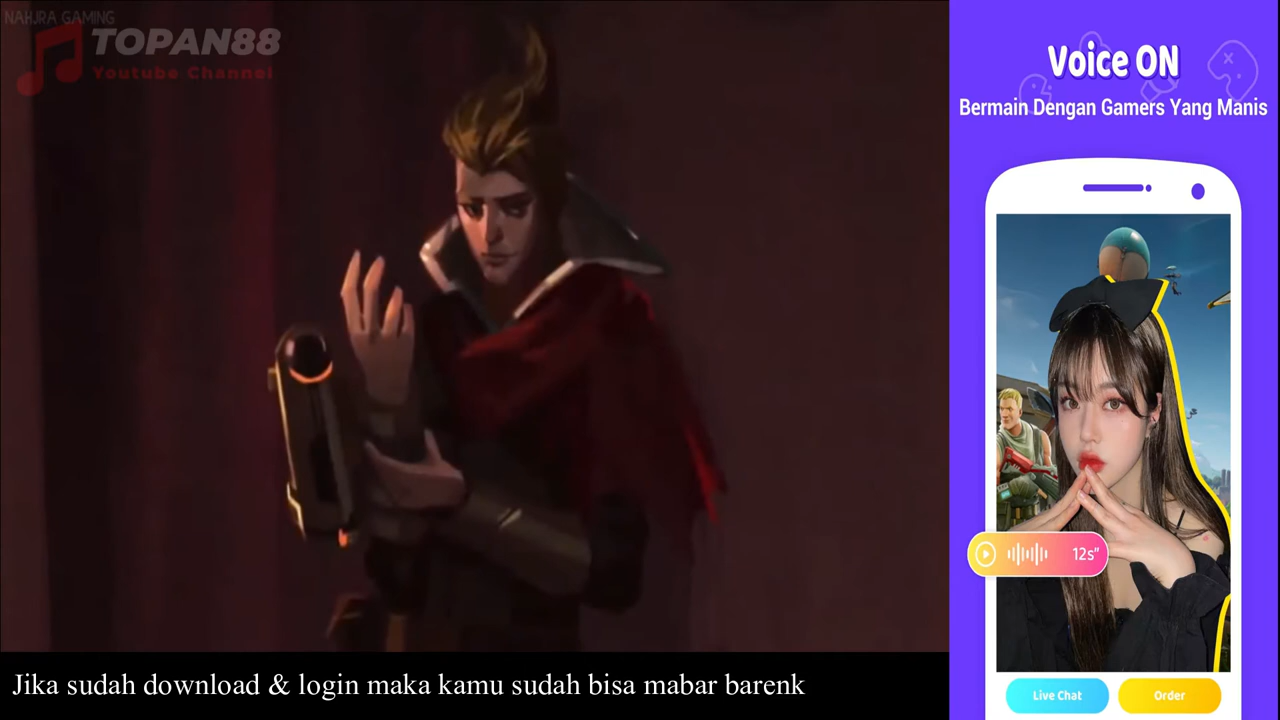 NAHJRA GAMING
TOPAN88
Youtube Channel
Voice ON
Bermain Dengan Gamers Yang Manis
12s"
Live Chat
Order
Jika sudah download & login maka kamu sudah bisa mabar barenk